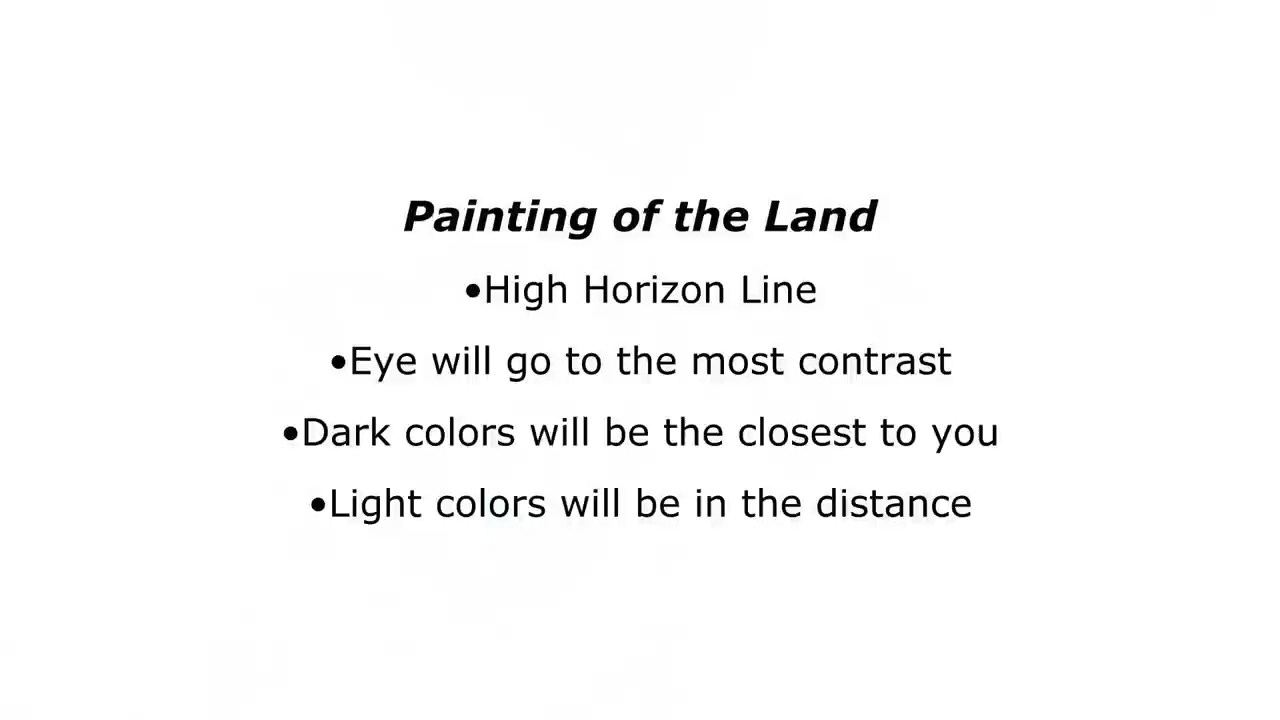 Painting of the Land
•High Horizon Line
•Eye will go to the most contrast
•Dark colors will be the closest to you
•Light colors will be in the distance